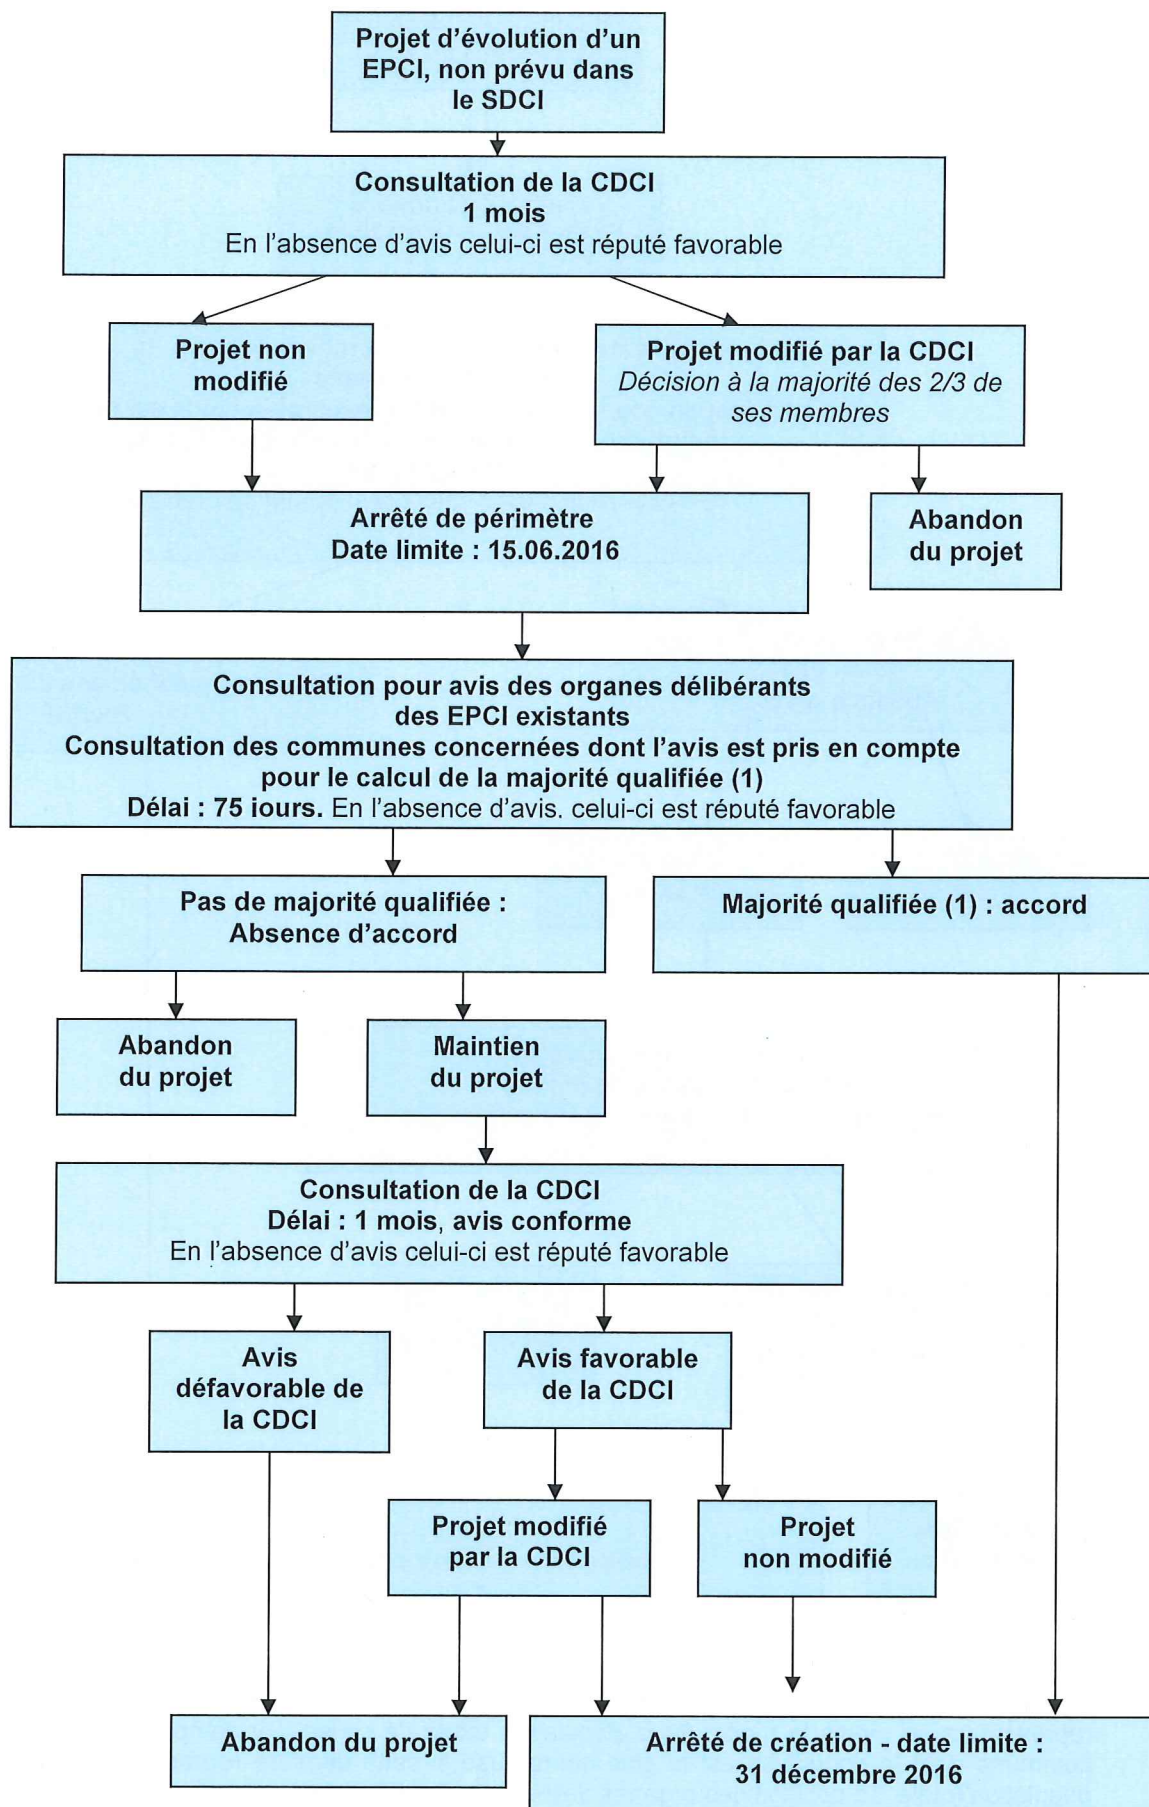 Projet d'évolution d'un
EPCI, non prévu dans
le SDCI
Consultation de la CDCI
1 mois
En l'absence d'avis celui-ci est réputé favorable
Projet non
modifié
Projet modifié par la CDCI
Décision à la majorité des 2/3 de
ses membres
Arrêté de périmètre
Date limite : 15.06.2016
Abandon
du projet
Consultation pour avis des organes délibérants
des EPCI existants
Consultation des communes concernées dont l'avis est pris en compte
pour le calcul de la majorité qualifiée (1)
Délai : 75 jours. En l'absence d'avis, celui-ci est réputé favorable
Pas de majorité qualifiée :
Absence d'accord
Majorité qualifiée (1) : accord
Abandon
du projet
Maintien
du projet
Consultation de la CDCI
Délai : 1 mois, avis conforme
En l'absence d'avis celui-ci est réputé favorable
Avis
défavorable de
la CDCI
Avis favorable
de la CDCI
Projet modifié
par la CDCI
Projet
non modifié
Abandon du projet
Arrêté de création - date limite :
31 décembre 2016